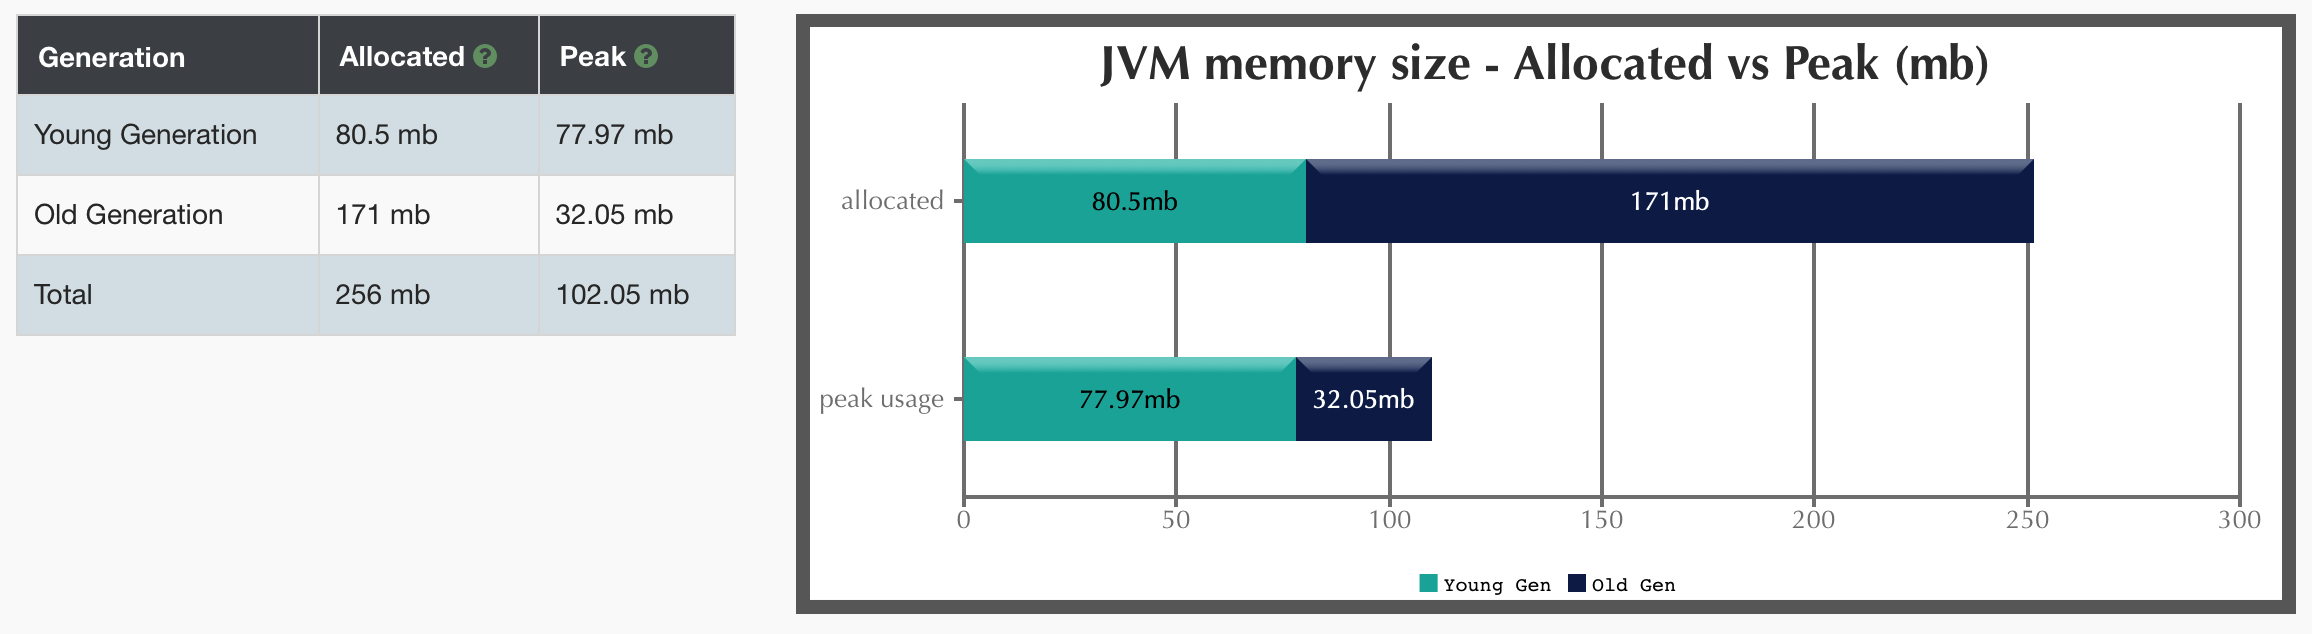 Generation Allocated ? Peak ?
Young Generation 80.5 mb 77.97 mb
Old Generation 171 mb 32.05 mb
Total 256 mb 102.05 mb
JVM memory size - Allocated vs Peak (mb)
allocated 80.5mb 171mb
peak usage 77.97mb 32.05mb
0 50 100 150 200 250 300
Young Gen Old Gen